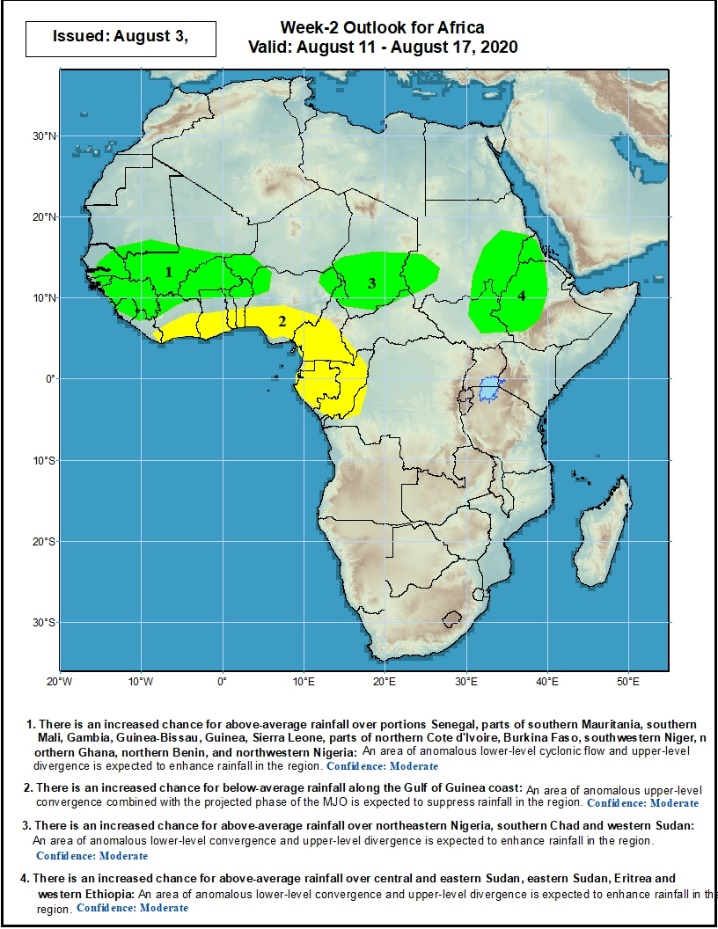 Issued: August 3,
Week-2 Outlook for Africa
Valid: August 11 - August 17, 2020
30°N
20°N
10°N
0°
10°S
20°S
30°S
1
2
3
4
20°W
10°W
0°
10°E
20°E
30°E
40°E
50°E
1. There is an increased chance for above-average rainfall over portions Senegal, parts of southern Mauritania, southern
Mali, Gambia, Guinea-Bissau, Guinea, Sierra Leone, parts of northern Cote d'Ivoire, Burkina Faso, southwestern Niger, n
orthern Ghana, northern Benin, and northwestern Nigeria: An area of anomalous lower-level cyclonic flow and upper-level
divergence is expected to enhance rainfall in the region. Confidence: Moderate
2. There is an increased chance for below-average rainfall along the Gulf of Guinea coast: An area of anomalous upper-level
convergence combined with the projected phase of the MJO is expected to suppress rainfall in the region. Confidence: Moderate
3. There is an increased chance for above-average rainfall over northeastern Nigeria, southern Chad and western Sudan:
An area of anomalous lower-level convergence and upper-level divergence is expected to enhance rainfall in the region.
Confidence: Moderate
4. There is an increased chance for above-average rainfall over central and eastern Sudan, eastern Sudan, Eritrea and
western Ethiopia: An area of anomalous lower-level convergence and upper-level divergence is expected to enhance rainfall in th
region. Confidence: Moderate